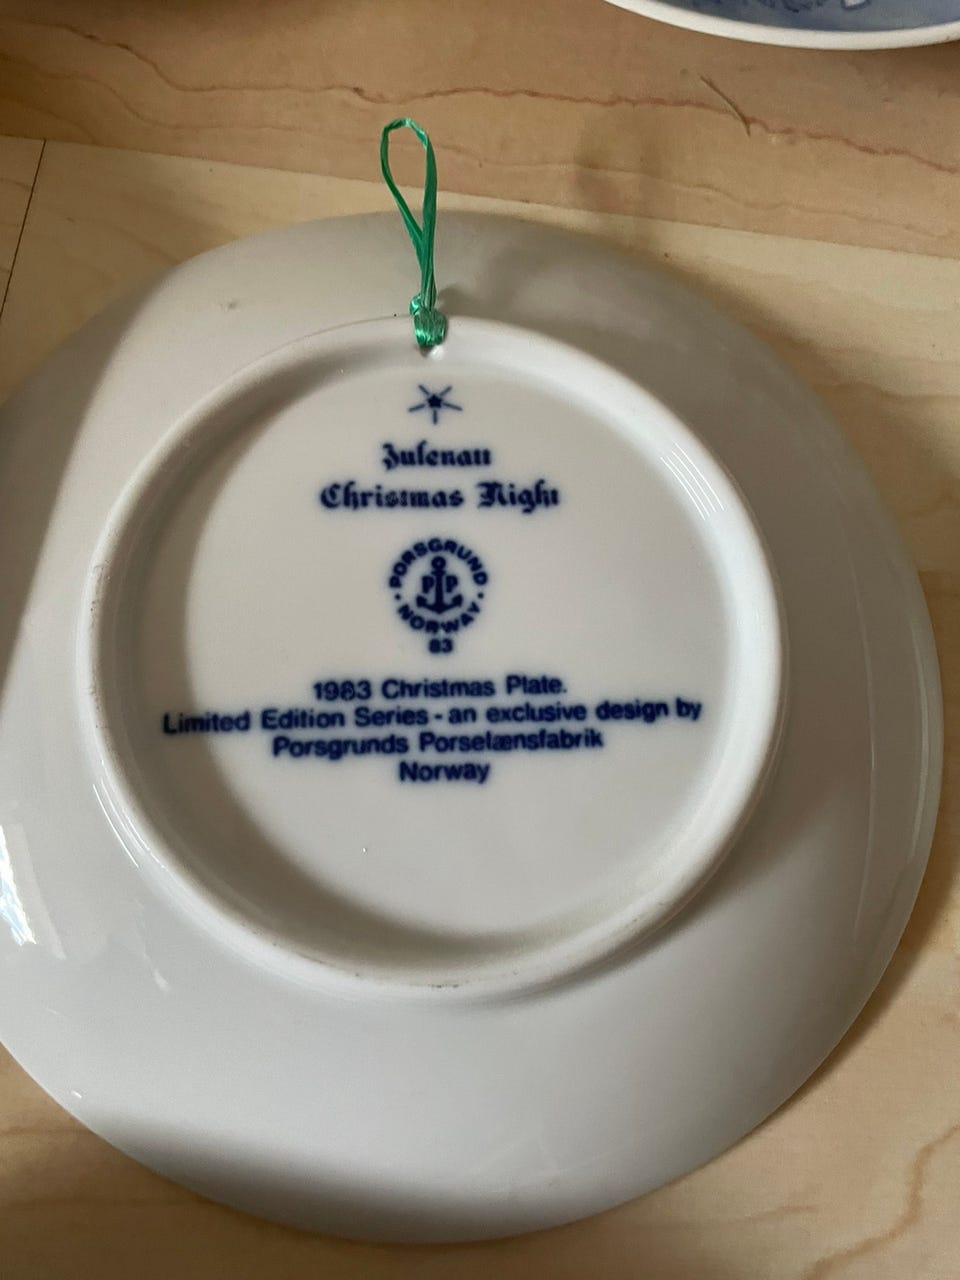 Julenatt
Christmas Night
PORSGRUND
PP
· NORWAY ·
83
1983 Christmas Plate.
Limited Edition Series - an exclusive design by
Porsgrunds Porselænsfabrik
Norway